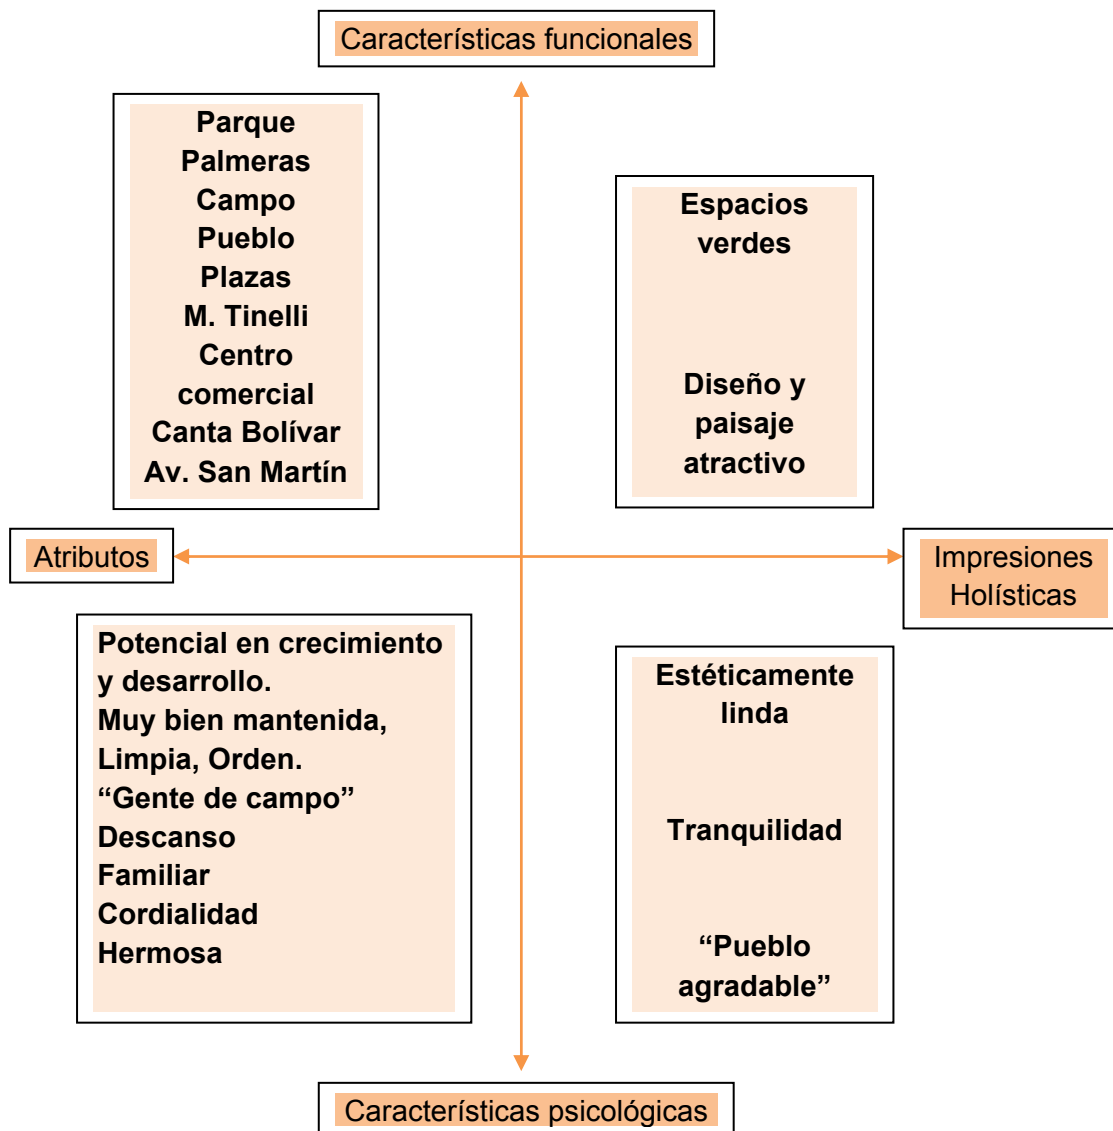 Características funcionales
Parque
Palmeras
Campo
Pueblo
Plazas
M. Tinelli
Centro
comercial
Canta Bolívar
Av. San Martín
Espacios
verdes
Diseño y
paisaje
atractivo
Atributos
Impresiones
Holísticas
Potencial en crecimiento
y desarrollo.
Muy bien mantenida,
Limpia, Orden.
“Gente de campo”
Descanso
Familiar
Cordialidad
Hermosa
Estéticamente
linda
Tranquilidad
“Pueblo
agradable”
Características psicológicas